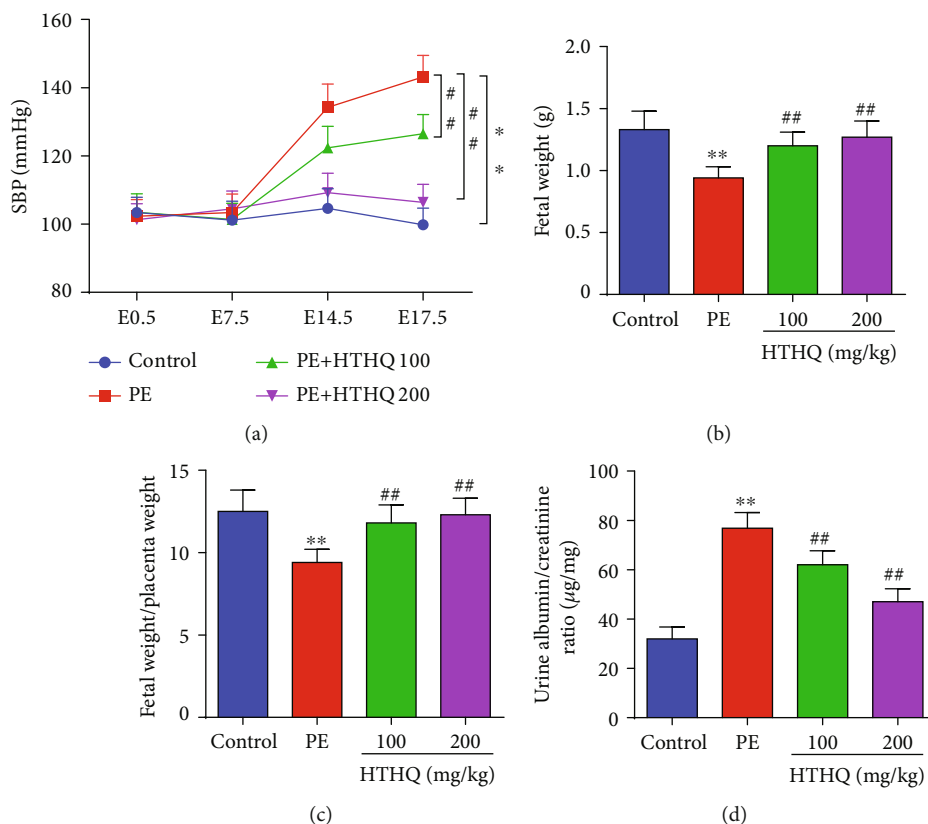 160
140
120
100
80
SBP (mmHg)
E0.5 E7.5 E14.5 E17.5
##
##
**
Control
PE
PE+HTHQ 100
PE+HTHQ 200
(a)
2.0
1.5
1.0
0.5
0.0
Fetal weight (g)
**
##
##
Control PE 100 200
HTHQ (mg/kg)
(b)
15
10
5
0
Fetal weight/placenta weight
**
##
##
Control PE 100 200
HTHQ (mg/kg)
(c)
100
80
60
40
20
0
Urine albumin/creatinine
ratio (μg/mg)
**
##
##
Control PE 100 200
HTHQ (mg/kg)
(d)